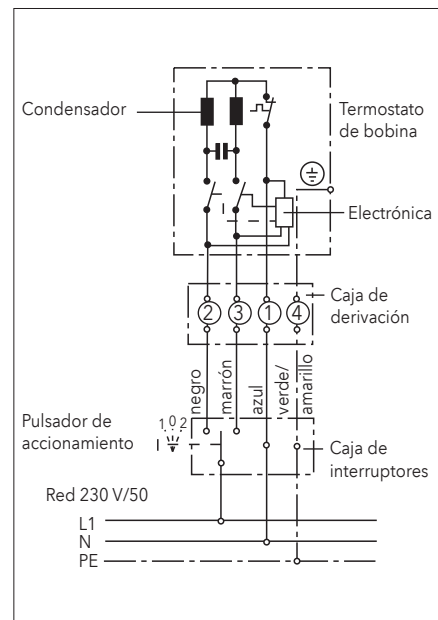 Condensador
Termostato
de bobina
Electrónica
2
3
1
4
Caja de
derivación
negro
marrón
azul
verde/
amarillo
Pulsador de
accionamiento
1 0 2
Caja de
interruptores
Red 230 V/50
L1
N
PE